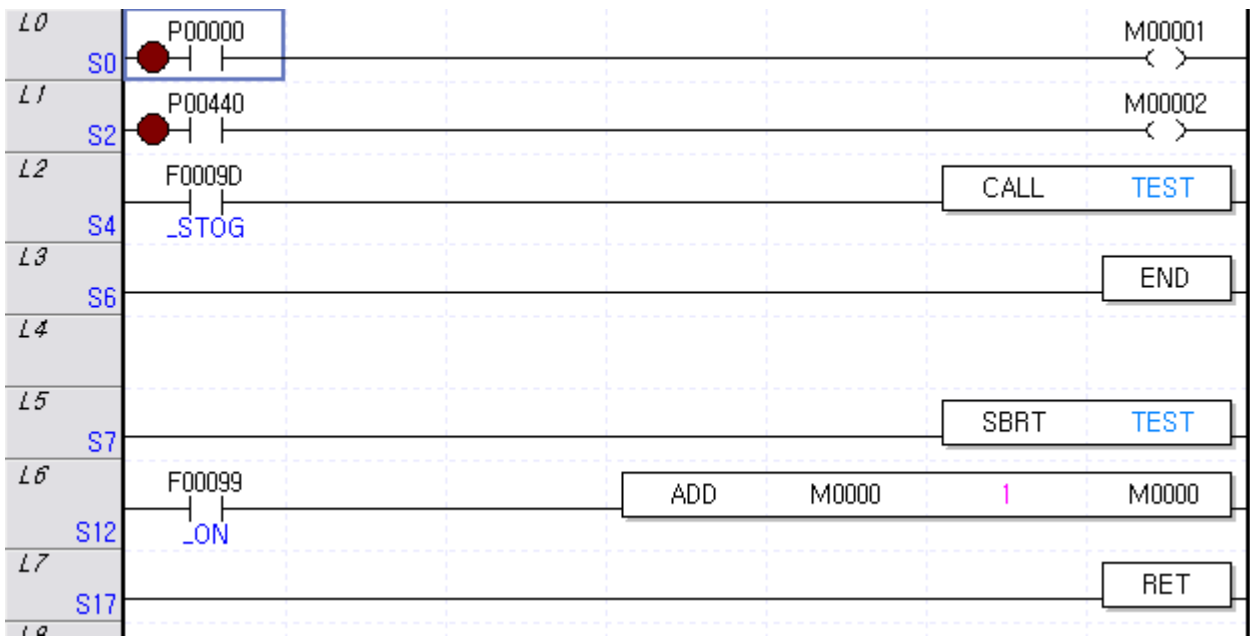 L0 P00000 M00001
S0
L1 P00440 M00002
S2
L2 F0009D CALL TEST
S4 _STOG
L3 END
S6
L4
L5 SBRT TEST
S7
L6 F00099 ADD M0000 1 M0000
S12 _ON
L7 RET
S17